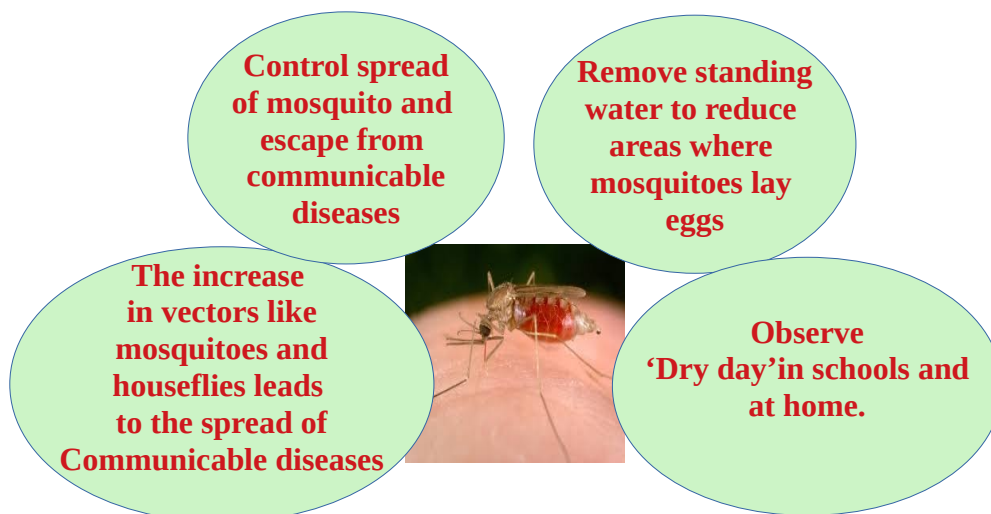 Control spread
of mosquito and
escape from
communicable
diseases
Remove standing
water to reduce
areas where
mosquitoes lay
eggs
The increase
in vectors like
mosquitoes and
houseflies leads
to the spread of
Communicable diseases
Observe
‘Dry day’in schools and
at home.